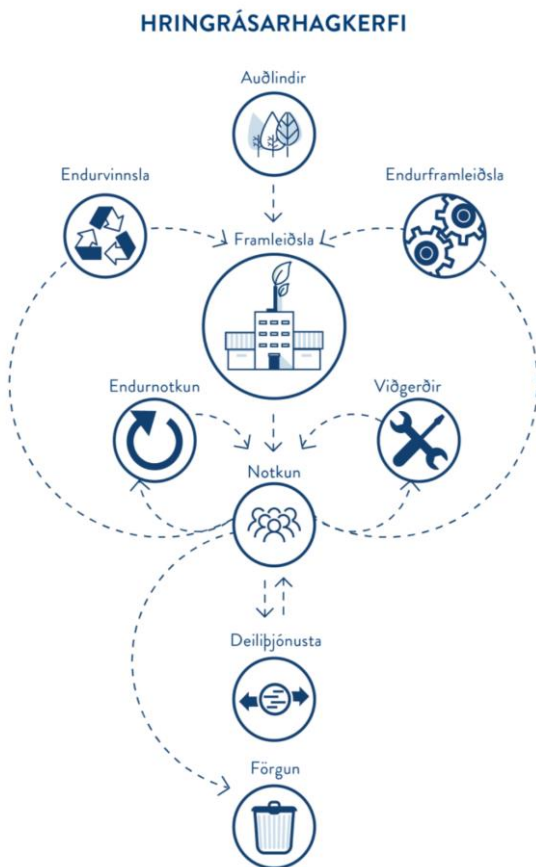 HRINGRÁSARHAGKERFI
Auðlindir
Endurvinnsla
Endurframleiðsla
Framleiðsla
Endurnotkun
Viðgerðir
Notkun
Deiliþjónusta
Förgun